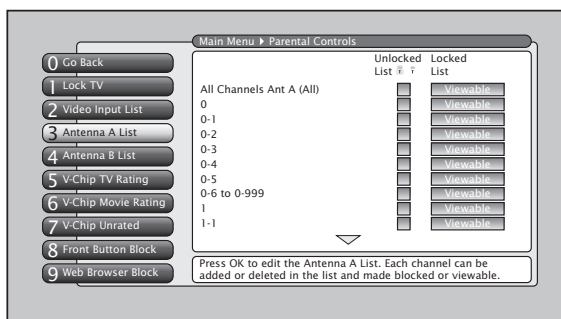 Main Menu ▶ Parental Controls
0 Go Back
1 Lock TV
2 Video Input List
3 Antenna A List
4 Antenna B List
5 V-Chip TV Rating
6 V-Chip Movie Rating
7 V-Chip Unrated
8 Front Button Block
9 Web Browser Block
Unlocked Locked
List List
All Channels Ant A (All) Viewable
0 Viewable
0-1 Viewable
0-2 Viewable
0-3 Viewable
0-4 Viewable
0-5 Viewable
0-6 to 0-999 Viewable
1 Viewable
1-1 Viewable
Press OK to edit the Antenna A List. Each channel can be
added or deleted in the list and made blocked or viewable.